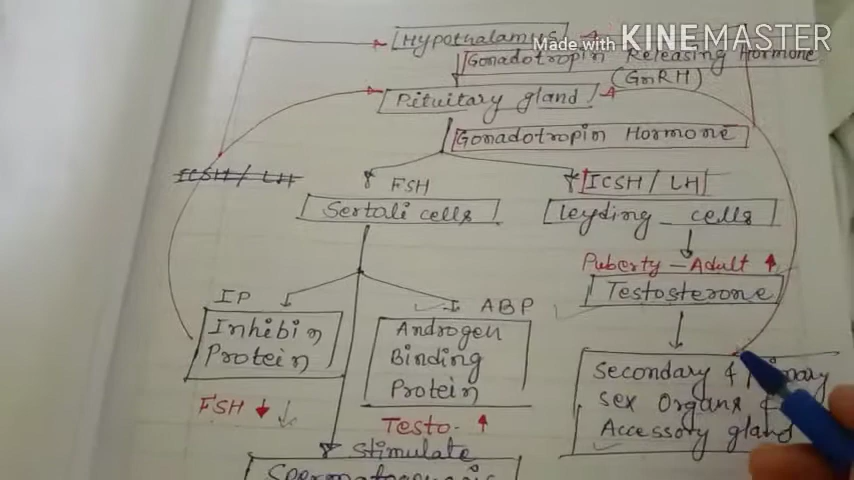 Hypothalamus
Made with KINEMASTER
Gonadotropin Releasing Hormone
(GnRH)
Pituitary gland
Gonadotropin Hormone
ICSH / LH
FSH
ICSH / LH
Sertali cells
Leyding cells
Puberty - Adult
Testosterone
IP
ABP
Inhibin
Protein
Androgen
Binding
Protein
Secondary &
Sex Organs &
Accessory gland
FSH
Testo.
Stimulate